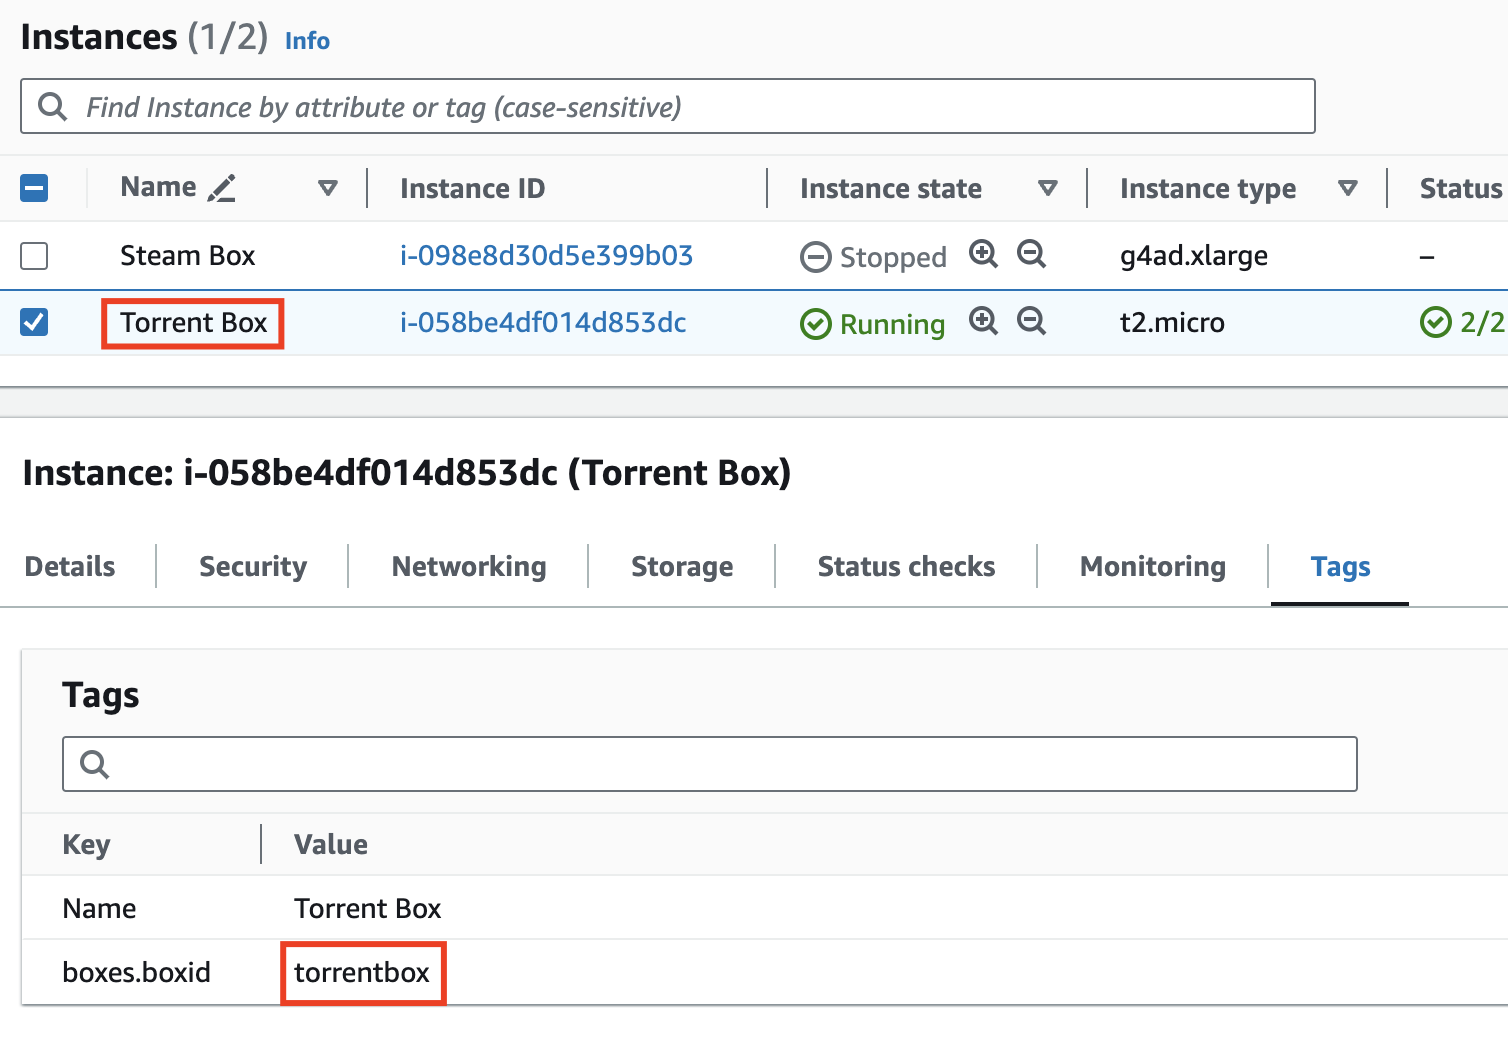 Instances (1/2) Info
Find Instance by attribute or tag (case-sensitive)
Name Instance ID Instance state Instance type Status
Steam Box i-098e8d30d5e399b03 Stopped g4ad.xlarge –
Torrent Box i-058be4df014d853dc Running t2.micro 2/2
Instance: i-058be4df014d853dc (Torrent Box)
Details Security Networking Storage Status checks Monitoring Tags
Tags
Key Value
Name Torrent Box
boxes.boxid torrentbox